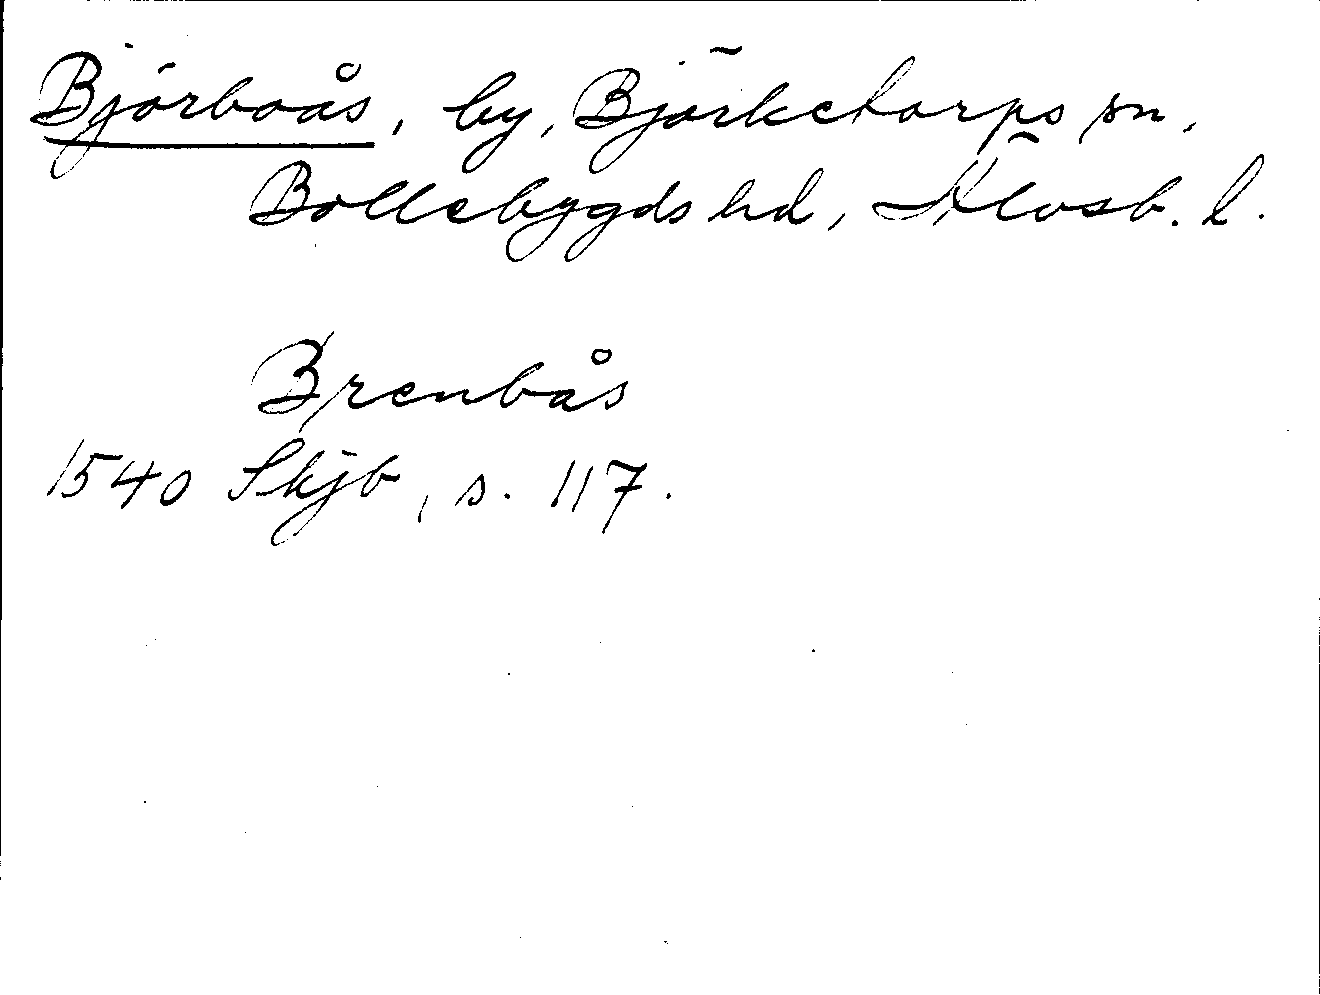 Björboås, by, Björketorps sn,
Bollebygds hd, Älvsb. l.
Brenbås
1540 Skjb, s. 117.